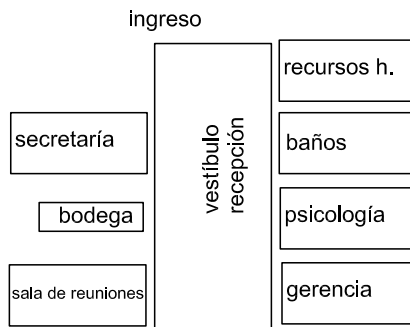 ingreso
recursos h.
secretaría
baños
vestíbulo
recepción
bodega
psicología
sala de reuniones
gerencia